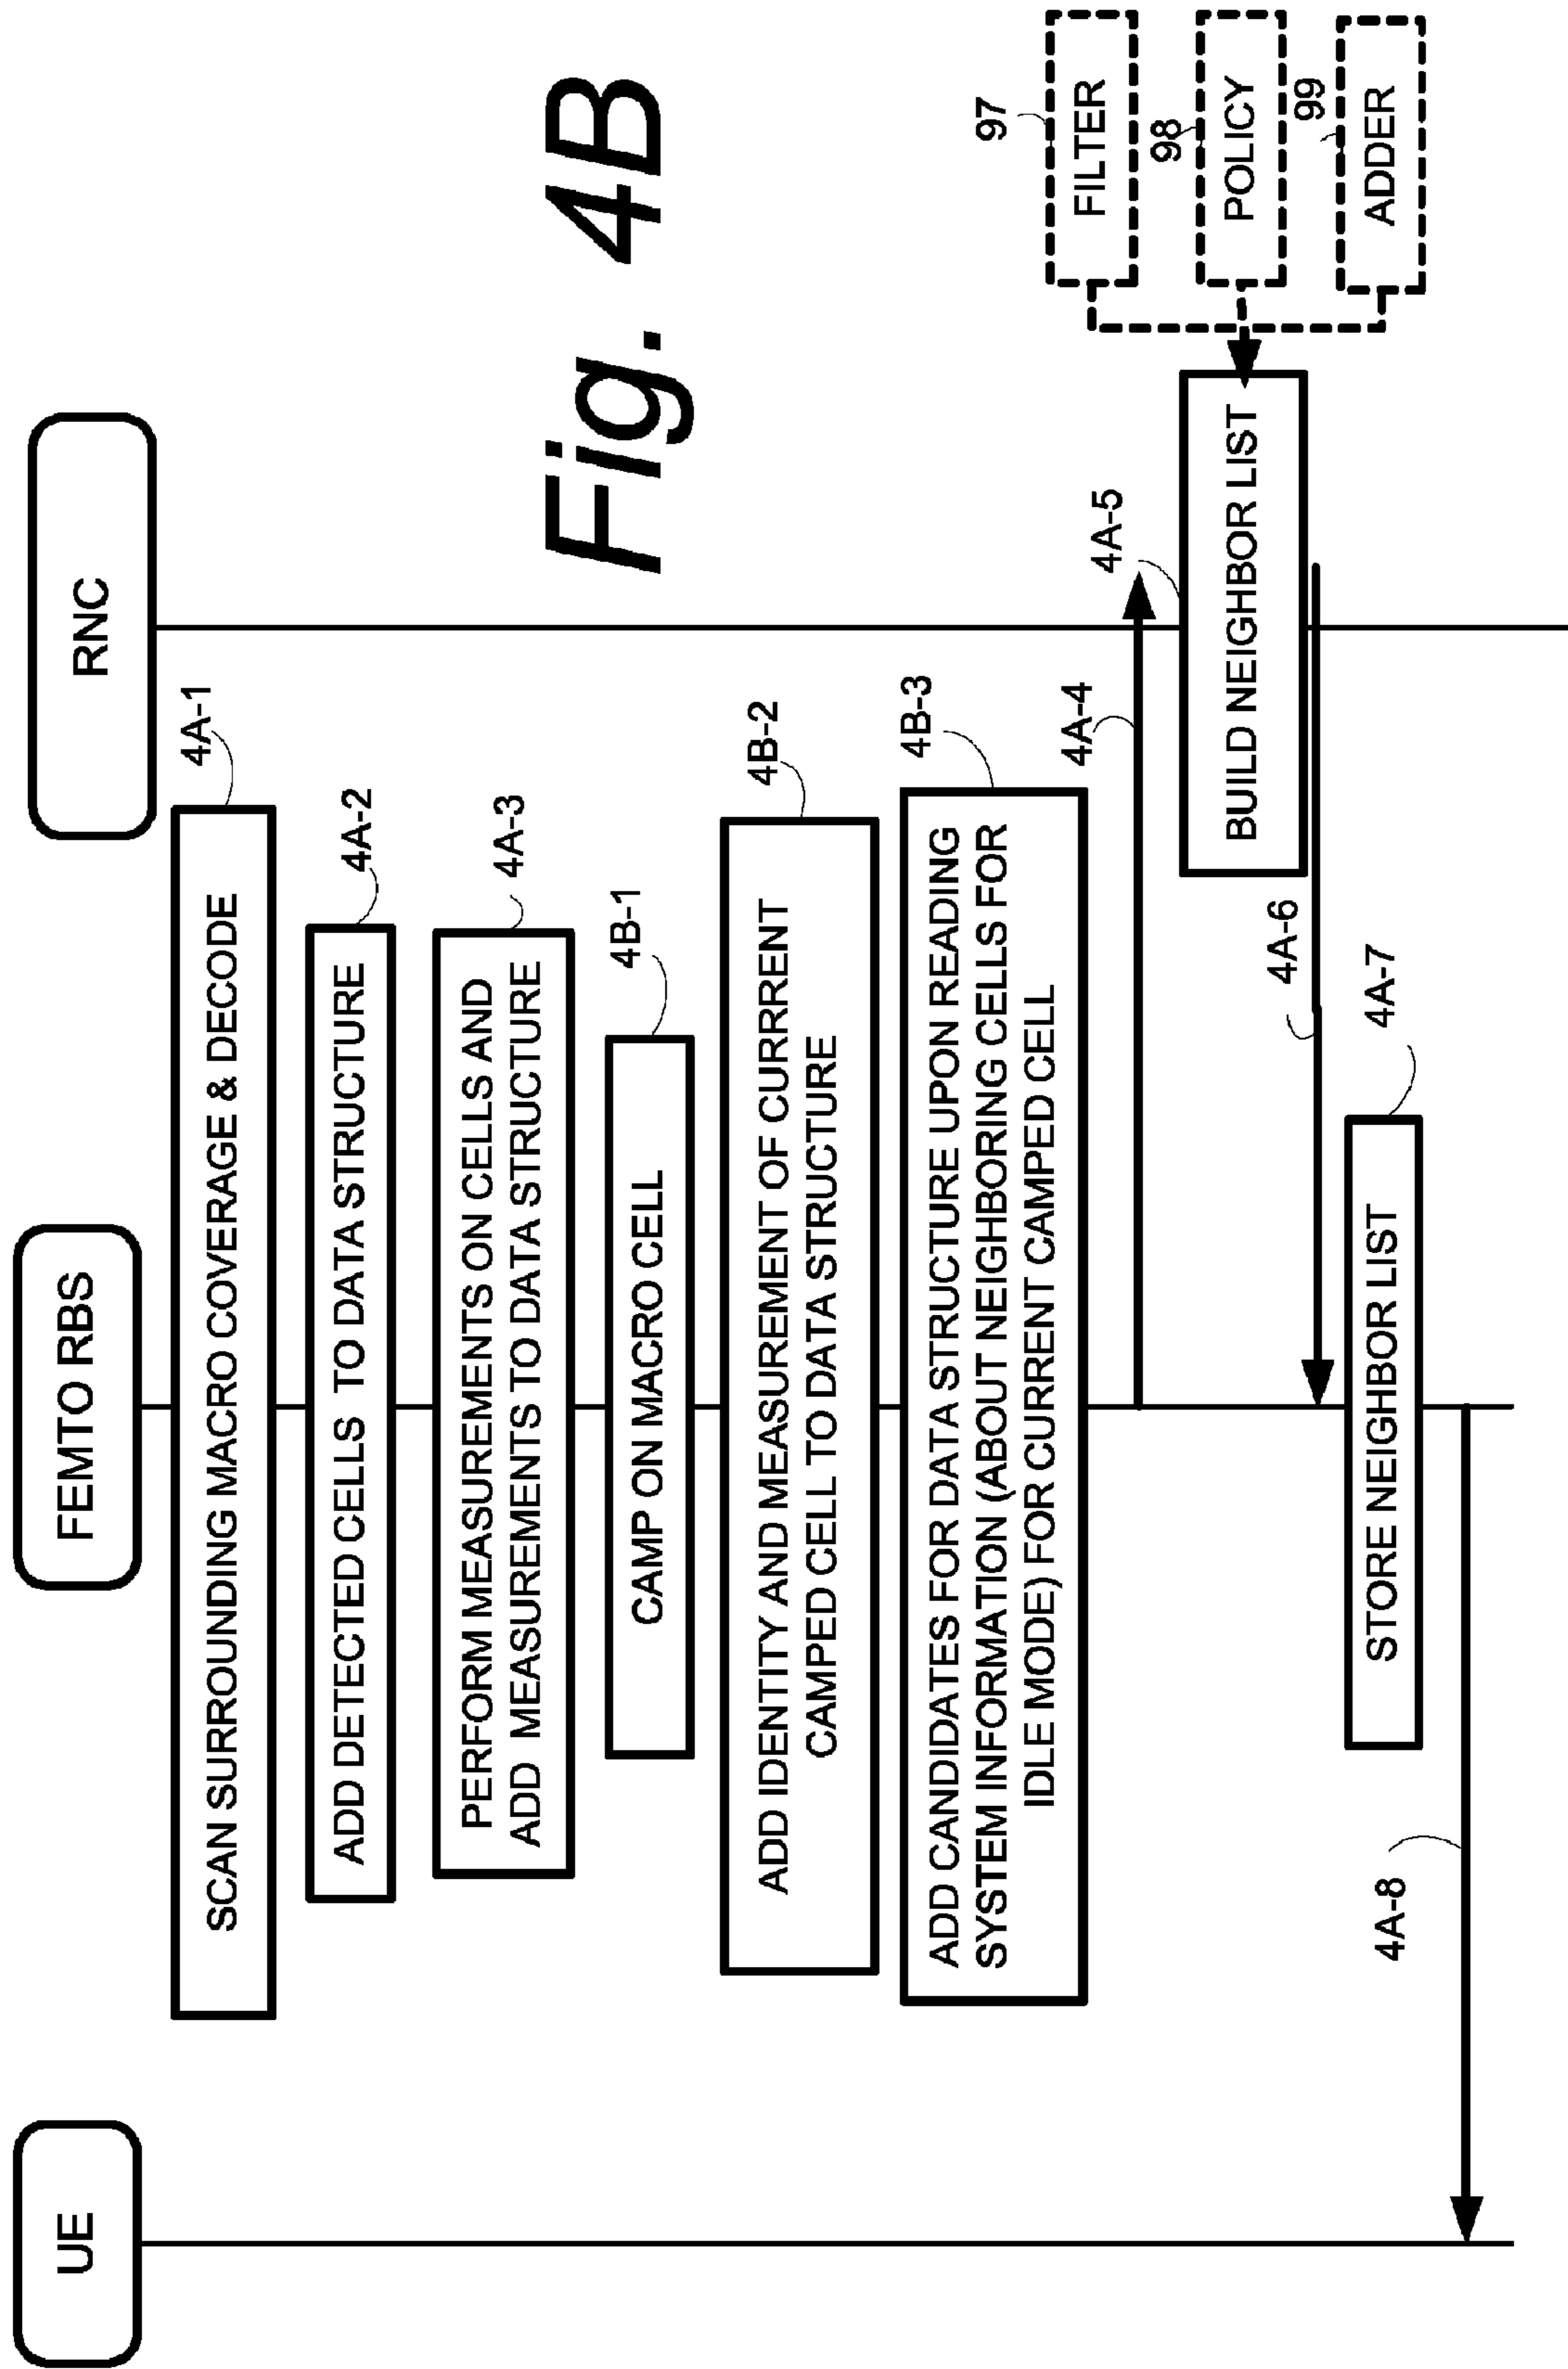 UE
FEMTO RBS
RNC
SCAN SURROUNDING MACRO COVERAGE & DECODE
4A-1
ADD DETECTED CELLS TO DATA STRUCTURE
4A-2
PERFORM MEASUREMENTS ON CELLS AND
ADD MEASUREMENTS TO DATA STRUCTURE
4A-3
CAMP ON MACRO CELL
4B-1
ADD IDENTITY AND MEASUREMENT OF CURRRENT
CAMPED CELL TO DATA STRUCTURE
4B-2
ADD CANDIDATES FOR DATA STRUCTURE UPON READING
SYSTEM INFORMATION (ABOUT NEIGHBORING CELLS FOR
IDLE MODE) FOR CURRENT CAMPED CELL
4B-3
4A-4
4A-5
BUILD NEIGHBOR LIST
97
FILTER
98
POLICY
99
ADDER
4A-6
STORE NEIGHBOR LIST
4A-7
4A-8
Fig. 4B